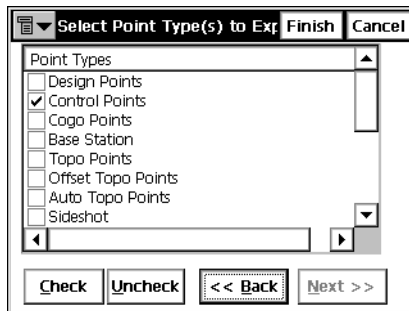 Select Point Type(s) to Exp Finish Cancel
Point Types
Design Points
Control Points
Cogo Points
Base Station
Topo Points
Offset Topo Points
Auto Topo Points
Sideshot
Check Uncheck << Back Next >>